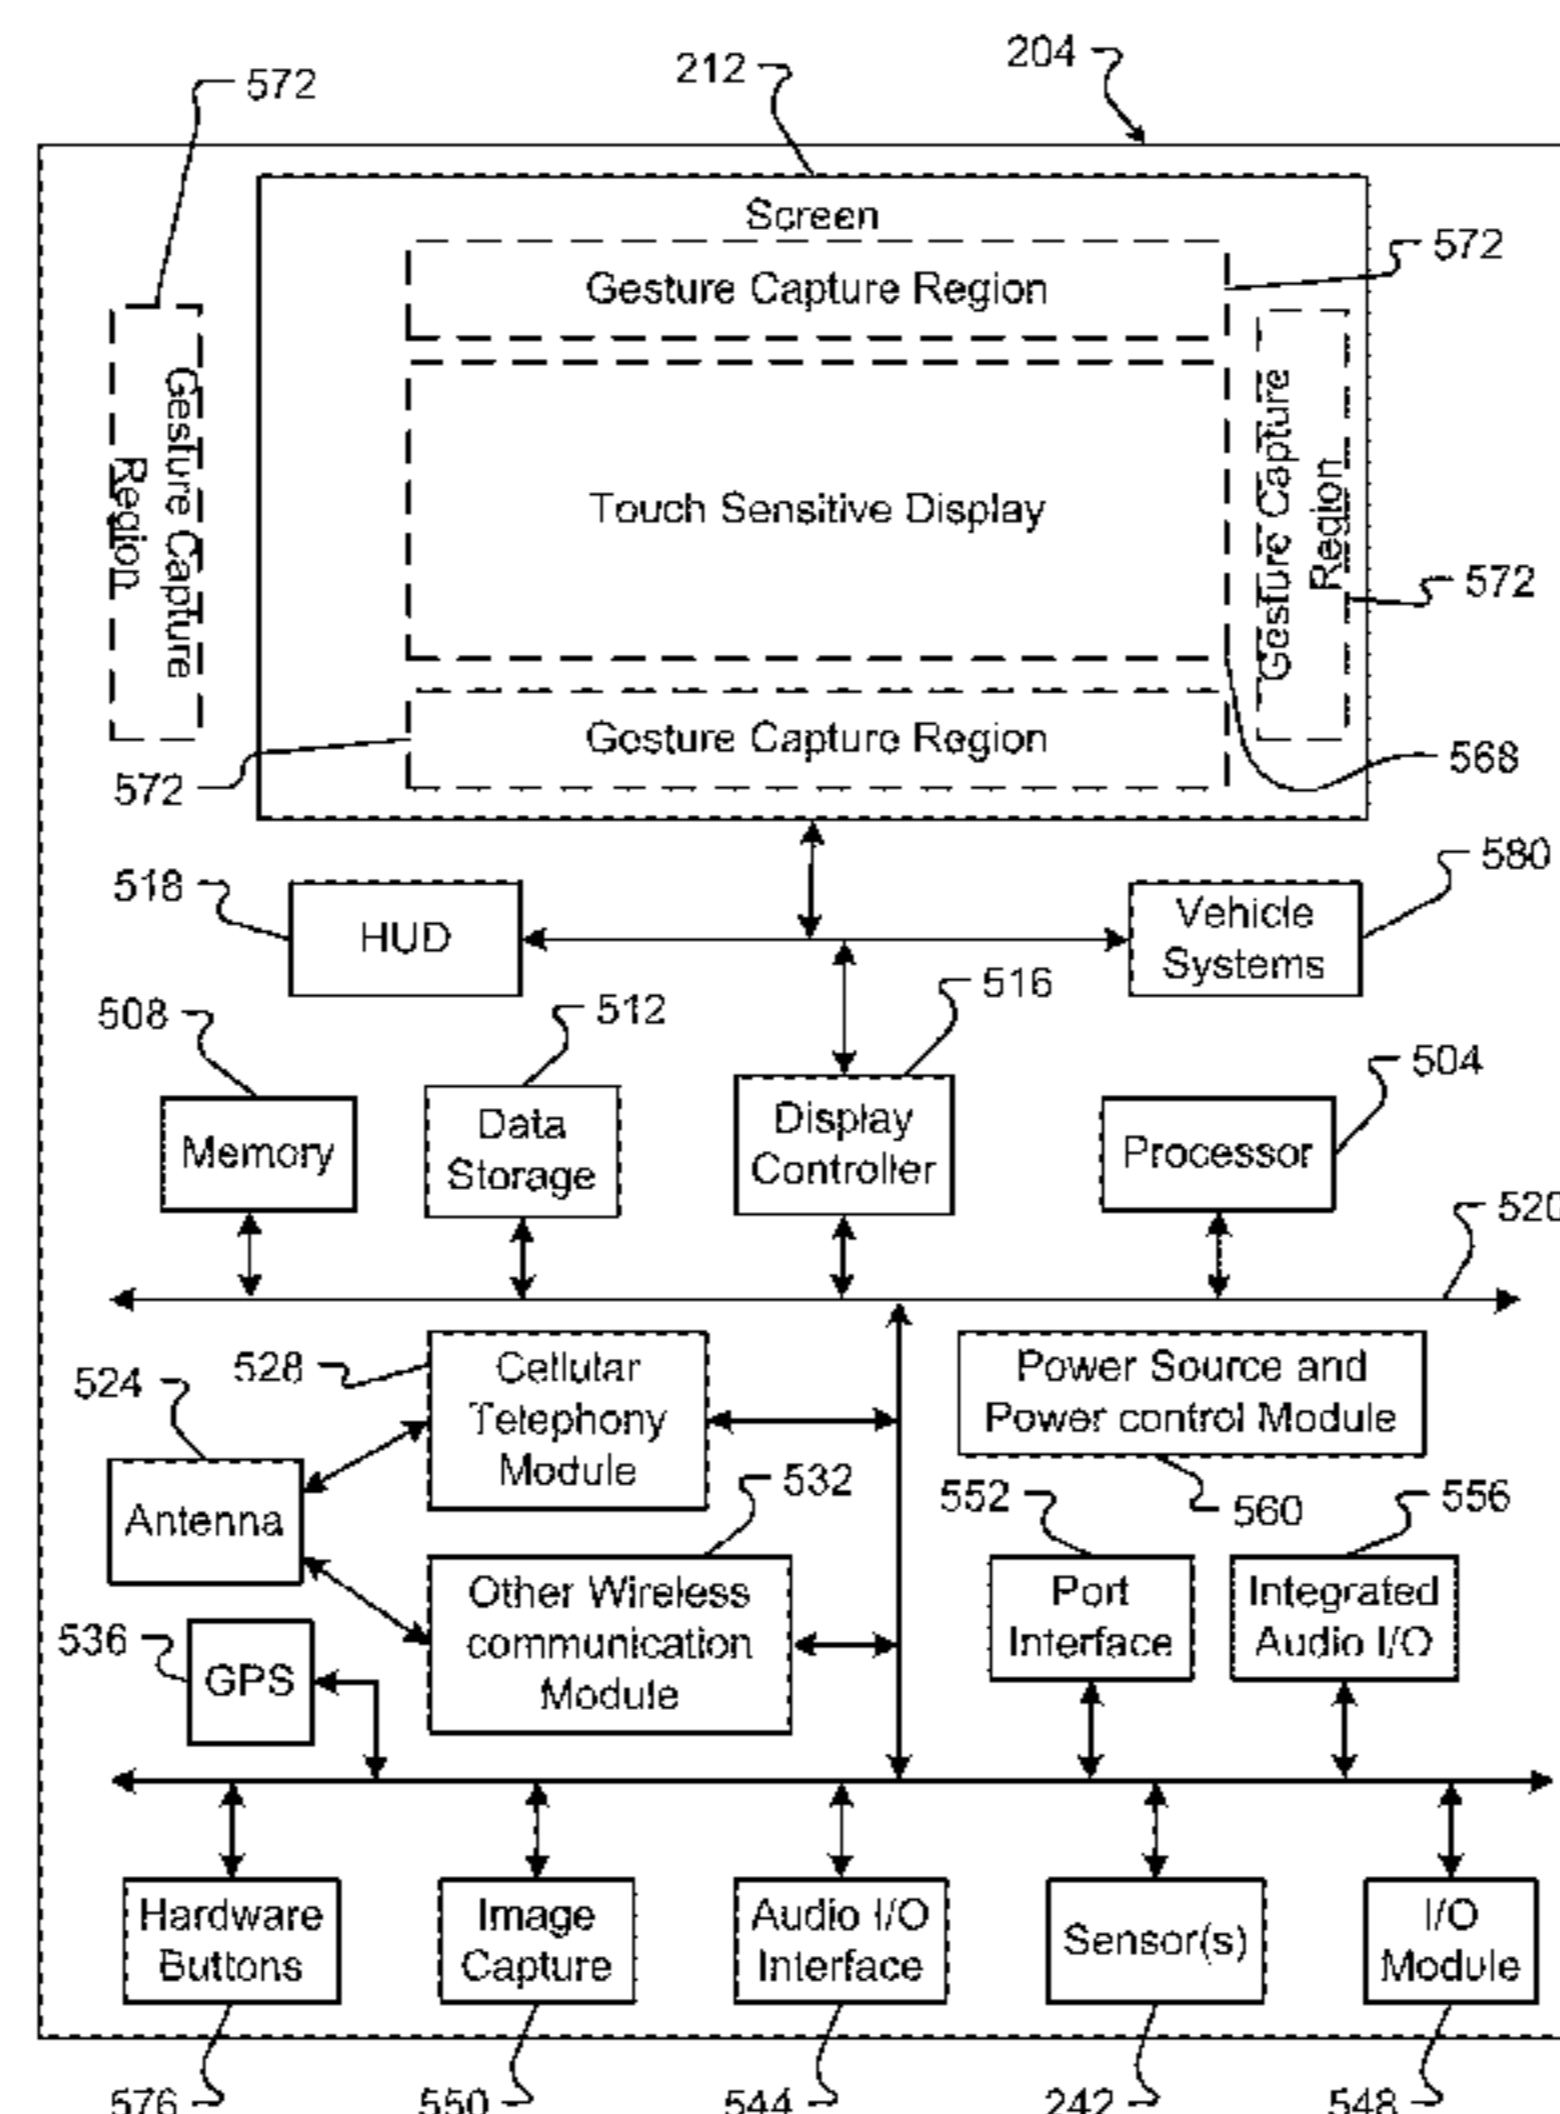 204
212
572
Screen
572
Gesture Capture Region
Gesture Capture
Region
Gesture Capture
Region
Touch Sensitive Display
572
Gesture Capture Region
572
568
518
HUD
Vehicle
Systems
580
508
512
516
504
Memory
Data
Storage
Display
Controller
Processor
520
528
524
Cellular
Telephony
Module
Power Source and
Power control Module
Antenna
532
552
560
556
536
GPS
Other Wireless
communication
Module
Port
Interface
Integrated
Audio I/O
Hardware
Buttons
Image
Capture
Audio I/O
Interface
Sensor(s)
I/O
Module
576
550
544
242
548